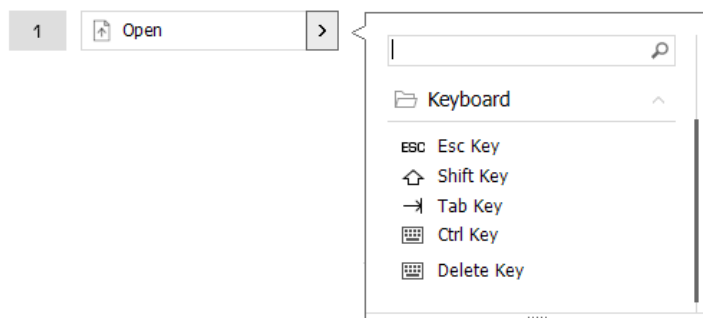 1 Open
Keyboard
ESC Esc Key
Shift Key
Tab Key
Ctrl Key
Delete Key